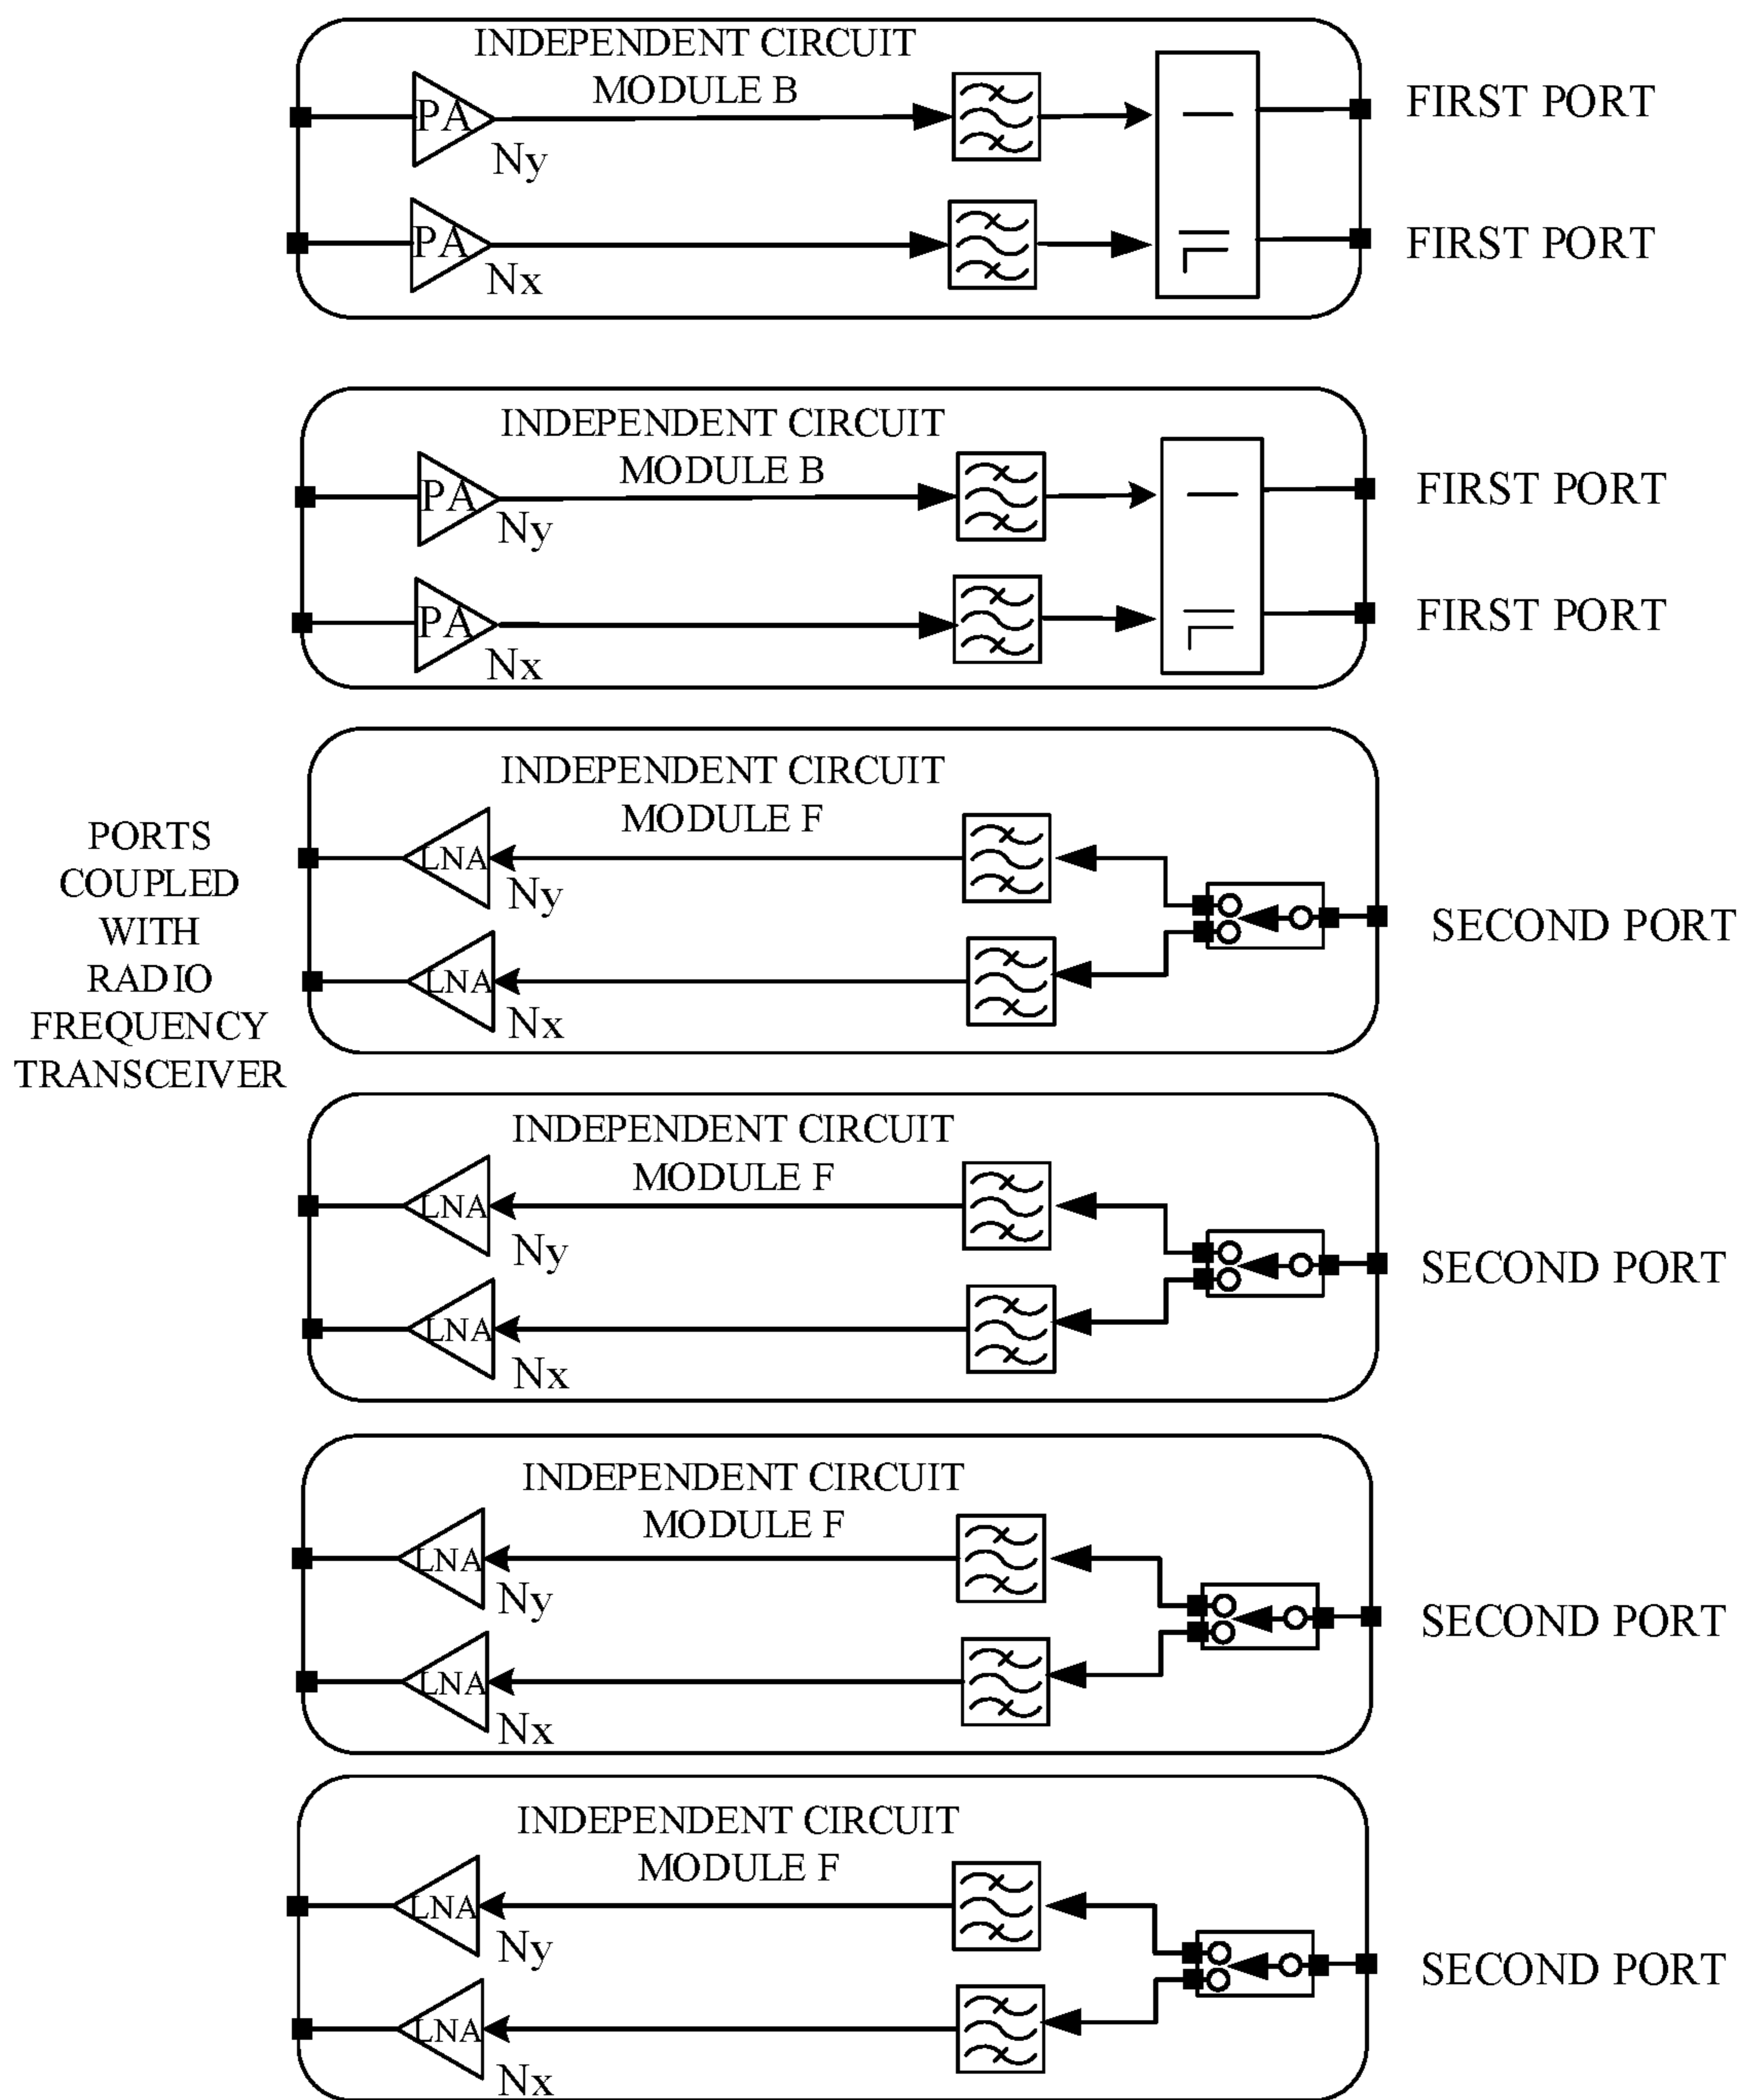 INDEPENDENT CIRCUIT
MODULE B
PA
Ny
PA
Nx
FIRST PORT
FIRST PORT
INDEPENDENT CIRCUIT
MODULE B
PA
Ny
PA
Nx
FIRST PORT
FIRST PORT
PORTS
COUPLED
WITH
RADIO
FREQUENCY
TRANSCEIVER
INDEPENDENT CIRCUIT
MODULE F
LNA
Ny
LNA
Nx
SECOND PORT
INDEPENDENT CIRCUIT
MODULE F
LNA
Ny
LNA
Nx
SECOND PORT
INDEPENDENT CIRCUIT
MODULE F
LNA
Ny
LNA
Nx
SECOND PORT
INDEPENDENT CIRCUIT
MODULE F
LNA
Ny
LNA
Nx
SECOND PORT